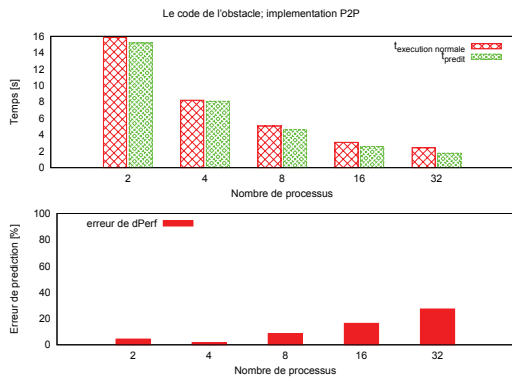 Le code de l'obstacle; implementation P2P
Temps [s]
16
14
12
10
8
6
4
2
0
t execution normale
t predit
2 4 8 16 32
Nombre de processus
Erreur de prediction [%]
100
80
60
40
20
0
erreur de dPerf
2 4 8 16 32
Nombre de processus